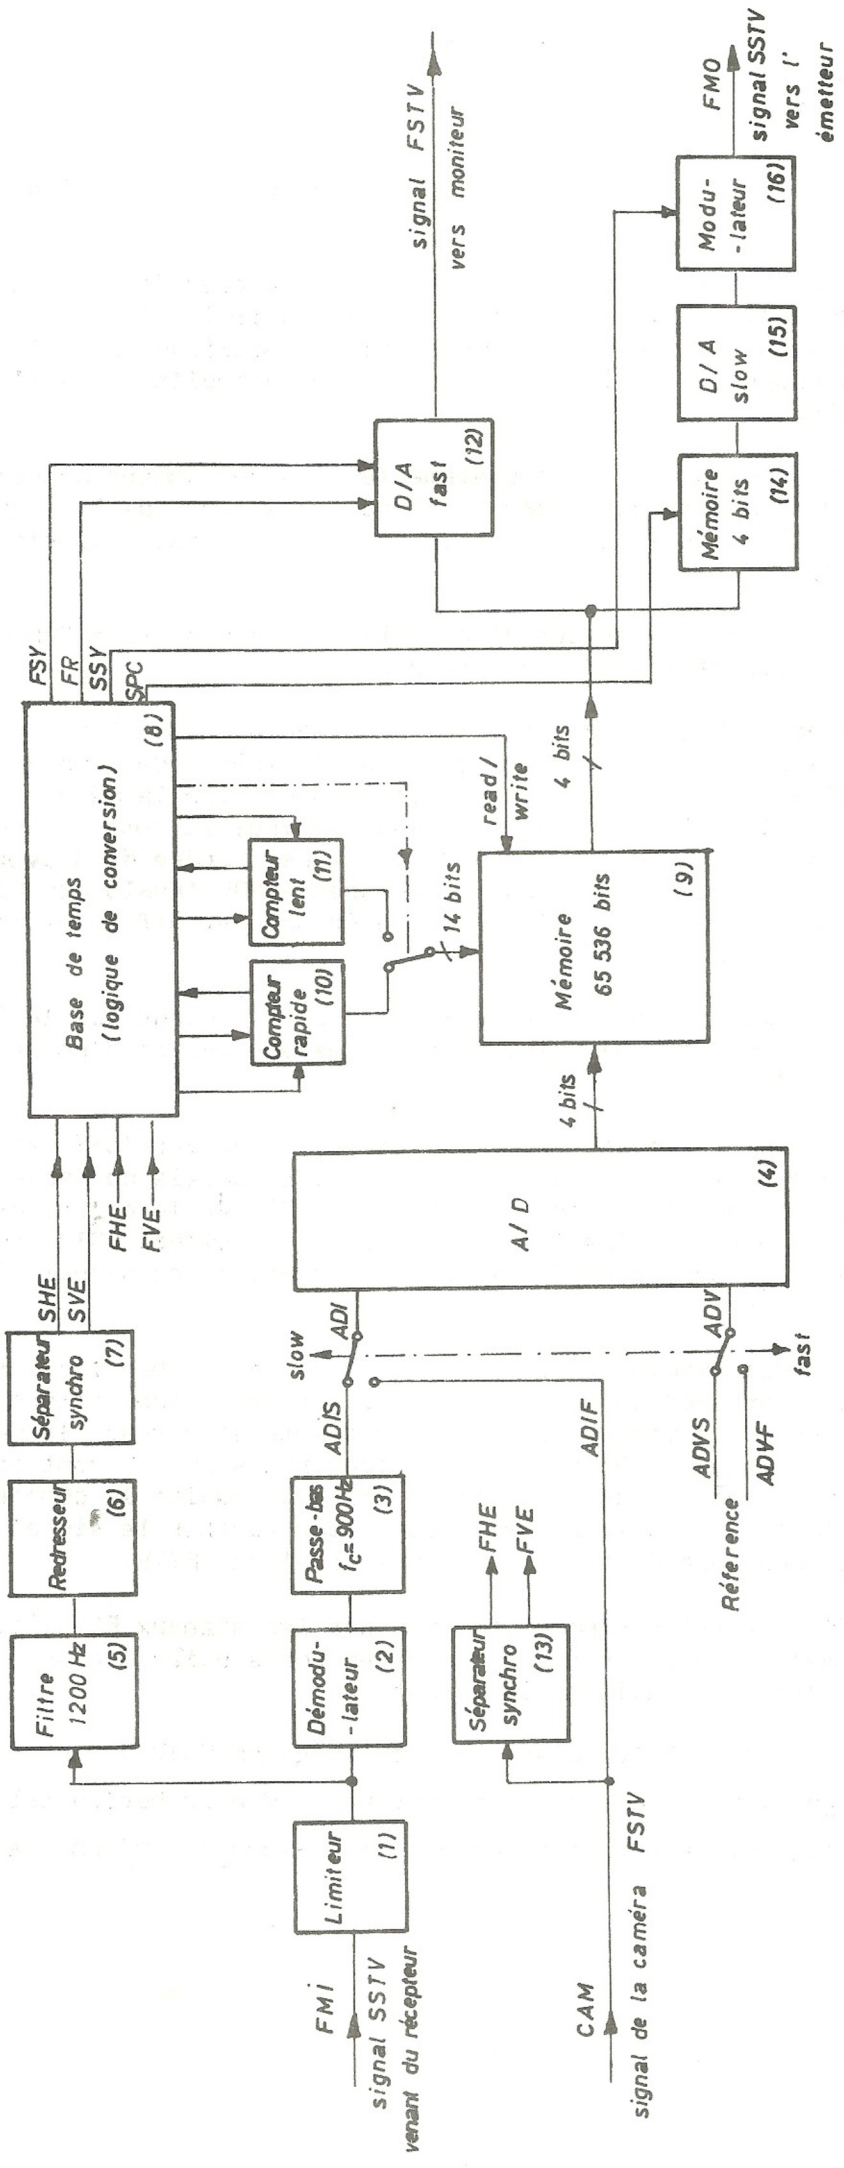 FMi
signal SSTV
venant du récepteur
Limiteur
(1)
Démodu-
-lateur
(2)
Passe-bas
fc=900Hz
(3)
ADIS
slow
ADI
A/D
(4)
Filtre
1200 Hz
(5)
Redresseur
(6)
Séparateur
synchro
(7)
SHE
SVE
FHE
FVE
Base de temps
(logique de conversion)
(8)
FSY
FR
SSY
SPC
Compteur
rapide
(10)
Compteur
lent
(11)
14 bits
read/
write
4 bits
Mémoire
65 536 bits
(9)
4 bits
CAM
signal de la caméra FSTV
Séparateur
synchro
(13)
FHE
FVE
ADIF
Réference
ADVS
ADVF
ADV
fast
D/A
fast
(12)
signal FSTV
vers moniteur
Mémoire
4 bits
(14)
D/A
slow
(15)
Modu-
-lateur
(16)
FMO
signal SSTV
vers l'
émetteur